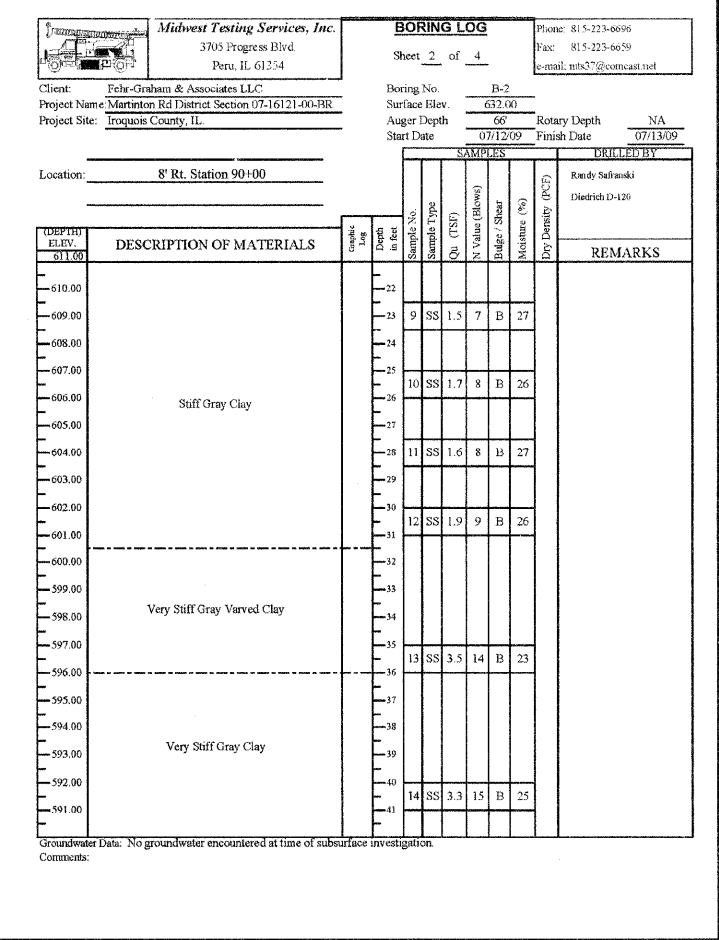 Midwest Testing Services, Inc.
3705 Progress Blvd.
Peru, IL 61354
BORING LOG
Sheet 2 of 4
Phone: 815-223-6696
Fax: 815-223-6659
e-mail: mts37@comcast.net
Client: Fehr-Graham & Associates LLC
Project Name: Martinton Rd District Section 07-16121-00-BR
Project Site: Iroquois County, IL.
Boring No. B-2
Surface Elev. 632.00
Auger Depth 66' Rotary Depth NA
Start Date 07/12/09 Finish Date 07/13/09
Location: 8' Rt. Station 90+00
SAMPLES
DRILLED BY
Randy Safranski
Diedrich D-120
(DEPTH)
ELEV.
611.00
DESCRIPTION OF MATERIALS
Graphic Log
Depth in feet
Sample No.
Sample Type
Qu (TSF)
N Value (Blows)
Bulge / Shear
Moisture (%)
Dry Density (PCF)
REMARKS
610.00 22
609.00 23 9 SS 1.5 7 B 27
608.00 24
607.00 25
10 SS 1.7 8 B 26
606.00 26
Stiff Gray Clay
605.00 27
604.00 28 11 SS 1.6 8 B 27
603.00 29
602.00 30
12 SS 1.9 9 B 26
601.00 31
600.00 32
599.00 33
Very Stiff Gray Varved Clay
598.00 34
597.00 35
13 SS 3.5 14 B 23
596.00 36
595.00 37
594.00 38
Very Stiff Gray Clay
593.00 39
592.00 40
14 SS 3.3 15 B 25
591.00 41
Groundwater Data: No groundwater encountered at time of subsurface investigation.
Comments: